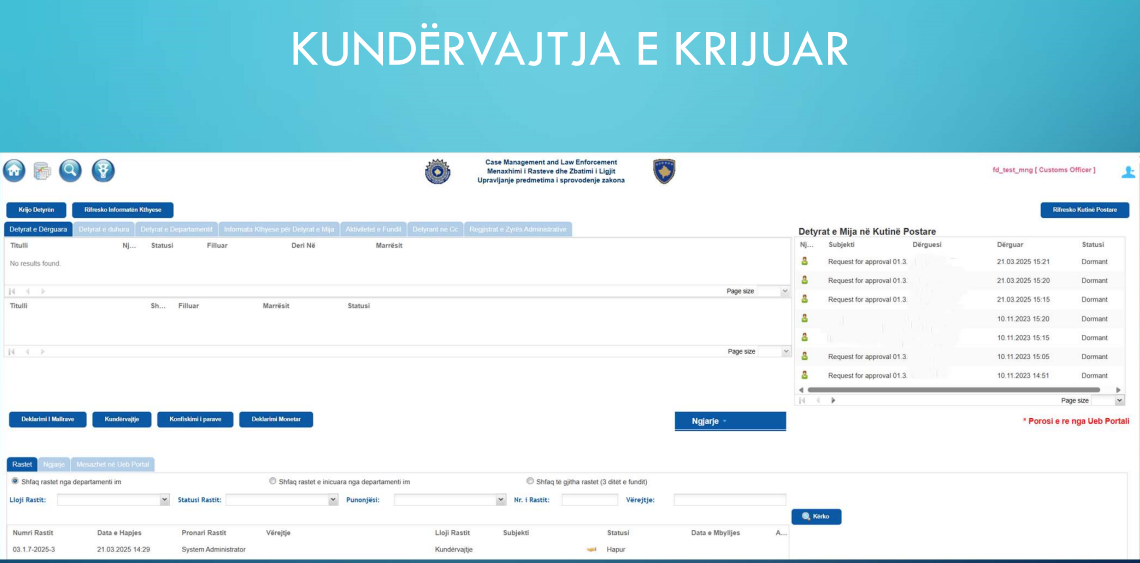 KUNDËRVAJTJA E KRIJUAR
Case Management and Law Enforcement
Menaxhimi i Rasteve dhe Zbatimi i Ligjit
Upravljanje predmetima i sprovodenje zakona
fd_test_mng [ Customs Officer ]
Krijo Detyrën Rifresko Informatën Kthyese
Rifresko Kutinë Postare
Detyrat e Dërguara Detyrat e duhura Detyrat e Departamentit Informata Kthyese për Detyrat e Mija Aktivitetet e Fundit Detyrant ne Cc Regjistrat e Zyrës Administrative
Titulli Nj... Statusi Filluar Deri Në Marrësit
No results found.
Page size
Titulli Sh... Filluar Marrësit Statusi
Page size
Detyrat e Mija në Kutinë Postare
Nj... Subjekti Dërguesi Dërguar Statusi
Request for approval 01.3. 21.03.2025 15:21 Dormant
Request for approval 01.3. 21.03.2025 15:20 Dormant
Request for approval 01.3. 21.03.2025 15:15 Dormant
10.11.2023 15:20 Dormant
10.11.2023 15:15 Dormant
Request for approval 01.3. 10.11.2023 15:05 Dormant
Request for approval 01.3. 10.11.2023 14:51 Dormant
Page size
Deklarimi I Mallrave Kundërvajtje Konfiskimi i parave Deklarimi Monetar
Ngjarje
* Porosi e re nga Ueb Portali
Rastet Ngjarje Mesazhet në Ueb Portal
Shfaq rastet nga departamenti im Shfaq rastet e inicuara nga departamenti im Shfaq të gjitha rastet (3 ditët e fundit)
Lloji Rastit: Statusi Rastit: Punonjësi: Nr. i Rastit: Vërejtje:
Kërko
Numri Rastit Data e Hapjes Pronari Rastit Vërejtje Lloji Rastit Subjekti Statusi Data e Mbylljes A...
03.1.7-2025-3 21.03.2025 14:29 System Administrator Kundërvajtje Hapur